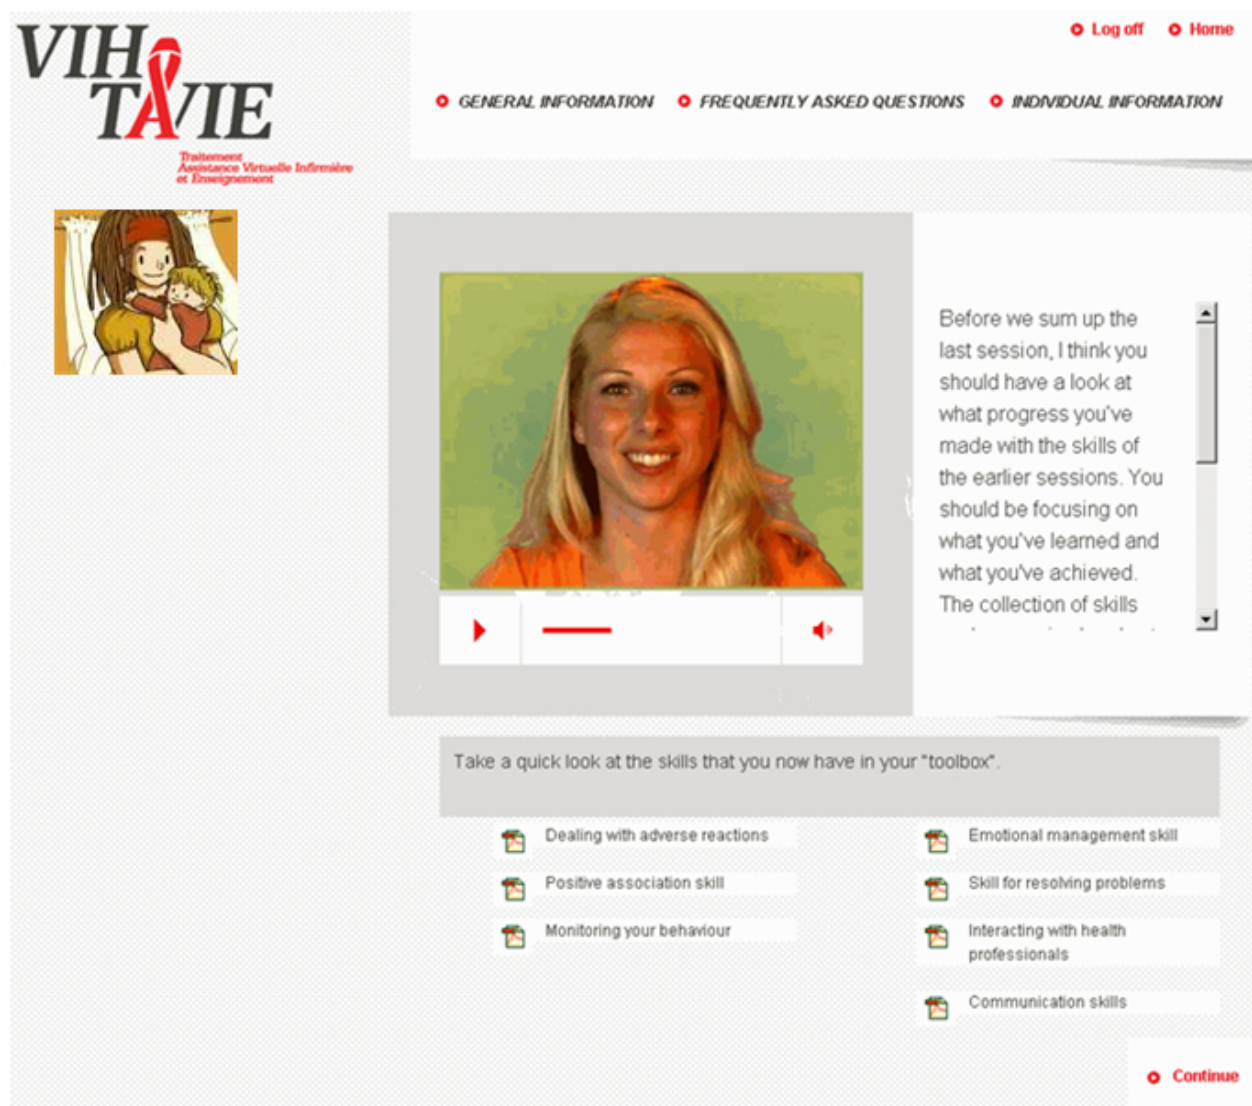 VIH
TAVIE
Traitement
Assistance Virtuelle Infirmière
et Enseignement
Log off
Home
GENERAL INFORMATION
FREQUENTLY ASKED QUESTIONS
INDIVIDUAL INFORMATION
Before we sum up the
last session, I think you
should have a look at
what progress you've
made with the skills of
the earlier sessions. You
should be focusing on
what you've learned and
what you've achieved.
The collection of skills
Take a quick look at the skills that you now have in your "toolbox".
Dealing with adverse reactions
Positive association skill
Monitoring your behaviour
Emotional management skill
Skill for resolving problems
Interacting with health
professionals
Communication skills
Continue